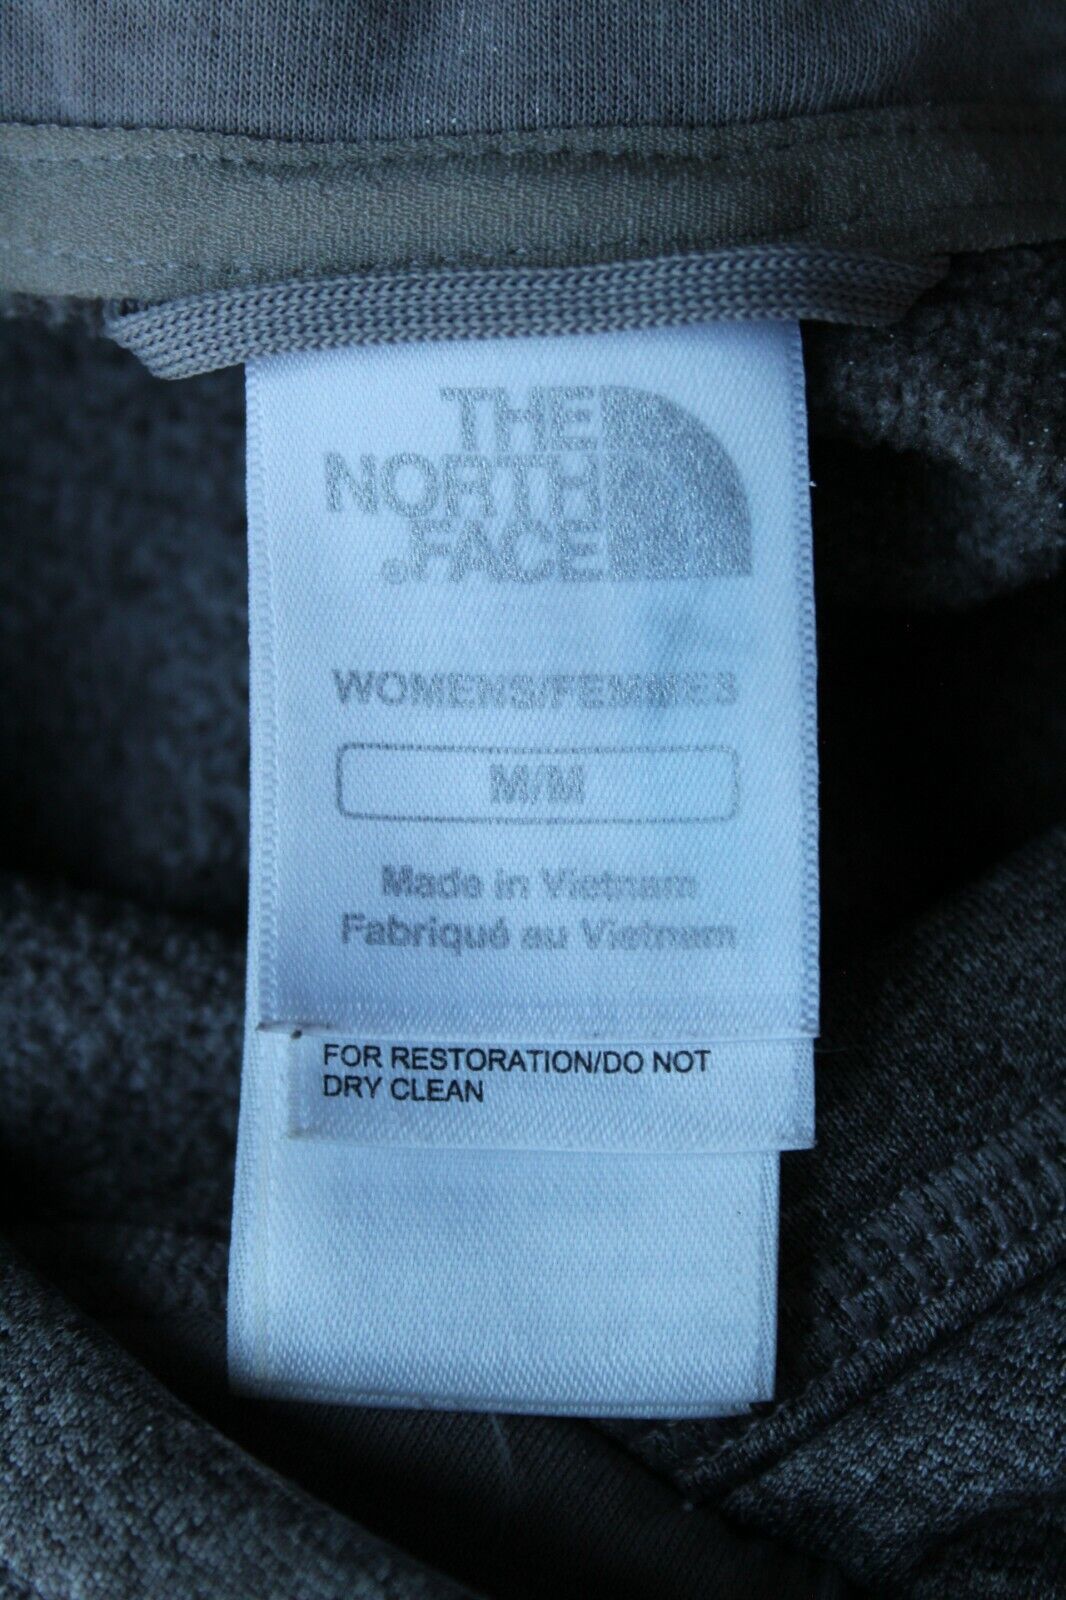 THE
NORTH
FACE®
WOMENS/FEMMES
M/M
Made in Vietnam
Fabriqué au Vietnam
FOR RESTORATION/DO NOT
DRY CLEAN